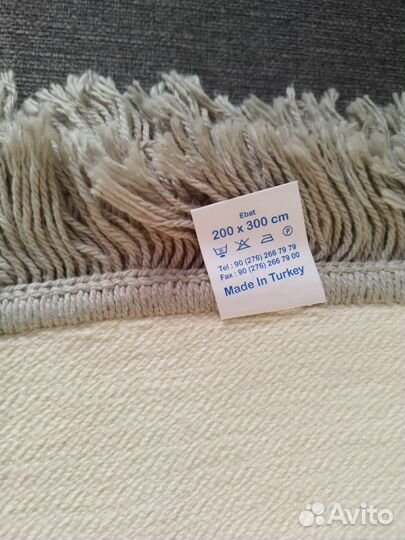 Ebat
200 x 300 cm
Tel : 90 (276) 266 79 79
Fax : 90 (276) 266 79 00
Made In Turkey
Avito